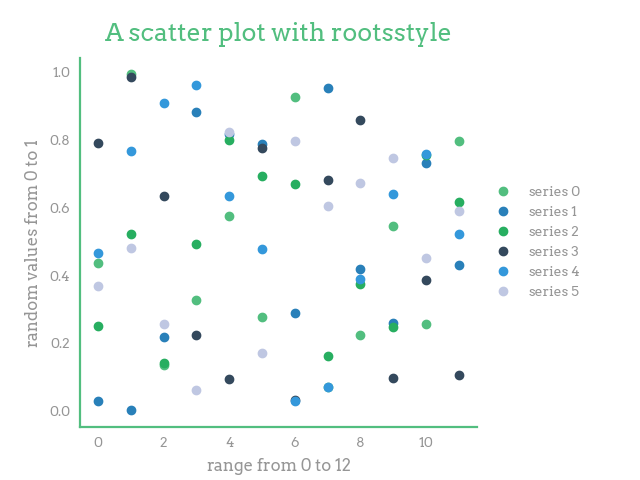 A scatter plot with rootsstyle
random values from 0 to 1
1.0
0.8
0.6
0.4
0.2
0.0
0 2 4 6 8 10
range from 0 to 12
series 0
series 1
series 2
series 3
series 4
series 5